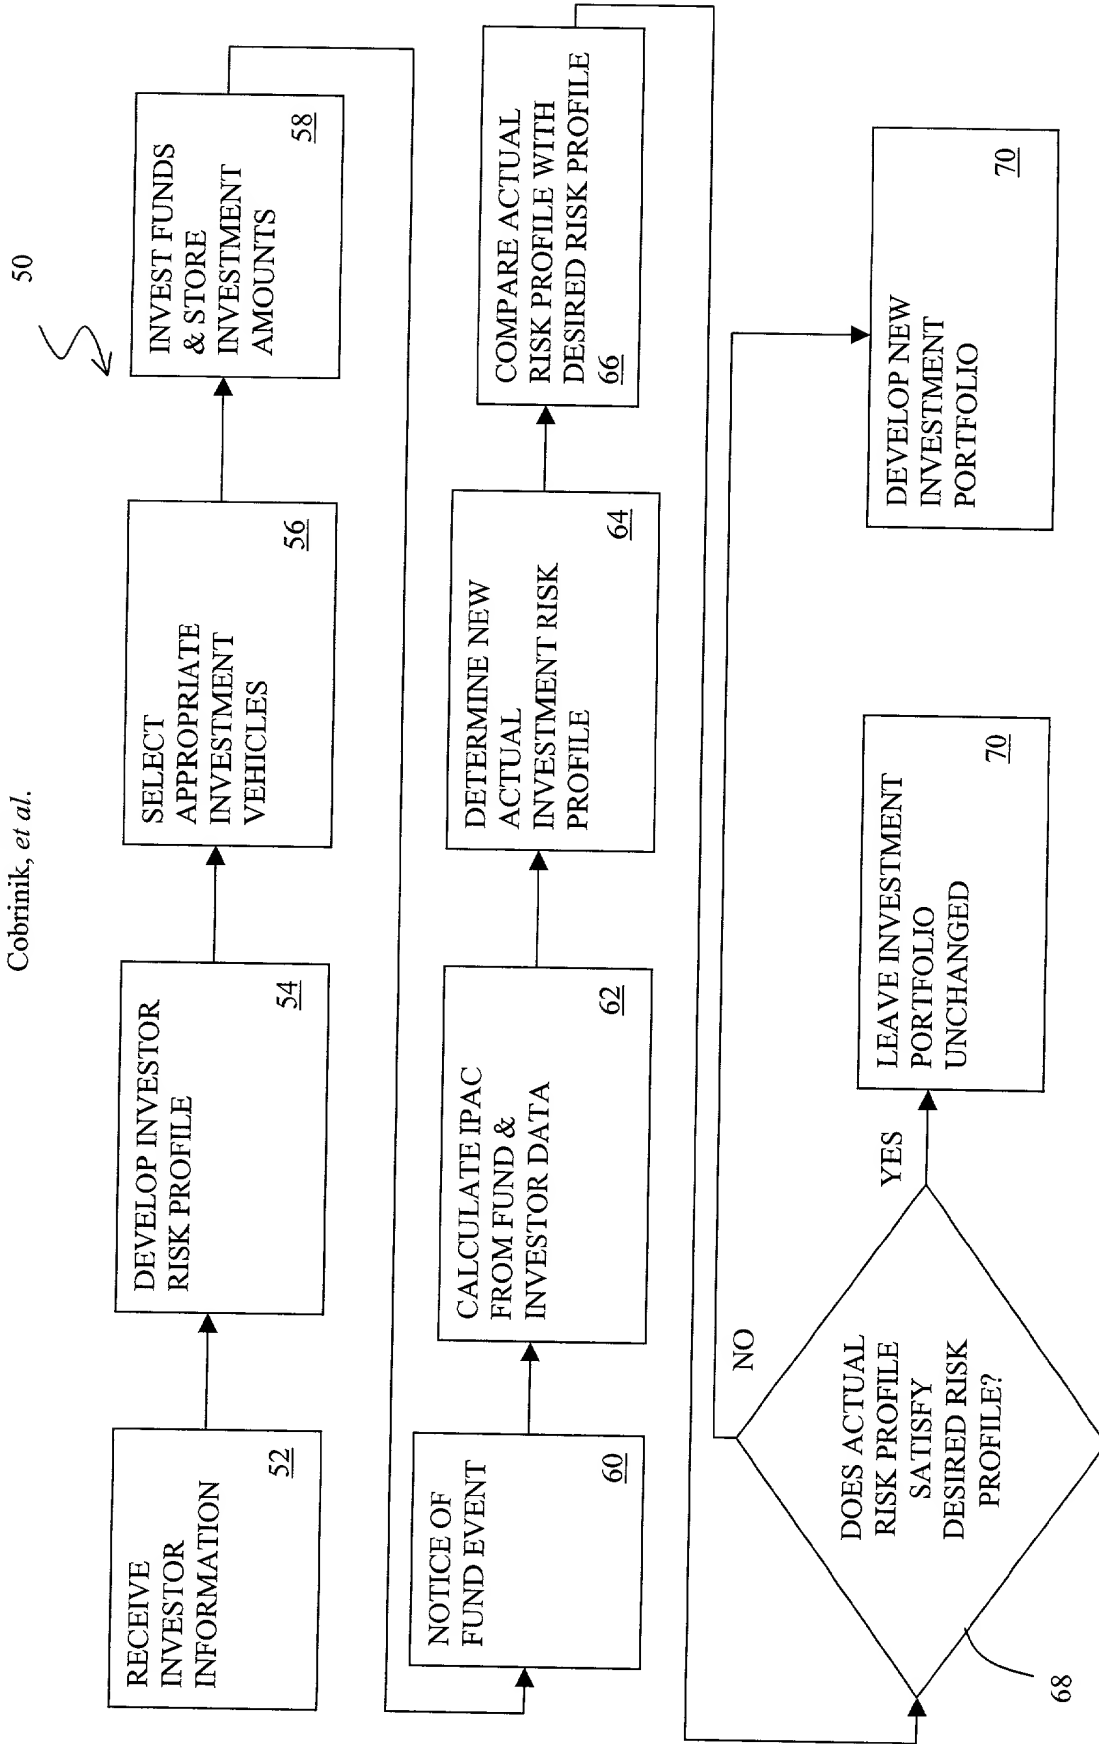 Cobrinik, et al.
50
RECEIVE
INVESTOR
INFORMATION
52
DEVELOP INVESTOR
RISK PROFILE
54
SELECT
APPROPRIATE
INVESTMENT
VEHICLES
56
INVEST FUNDS
& STORE
INVESTMENT
AMOUNTS
58
NOTICE OF
FUND EVENT
60
CALCULATE IPAC
FROM FUND &
INVESTOR DATA
62
DETERMINE NEW
ACTUAL
INVESTMENT RISK
PROFILE
64
COMPARE ACTUAL
RISK PROFILE WITH
DESIRED RISK PROFILE
66
DOES ACTUAL
RISK PROFILE
SATISFY
DESIRED RISK
PROFILE?
68
NO
YES
LEAVE INVESTMENT
PORTFOLIO
UNCHANGED
70
DEVELOP NEW
INVESTMENT
PORTFOLIO
70